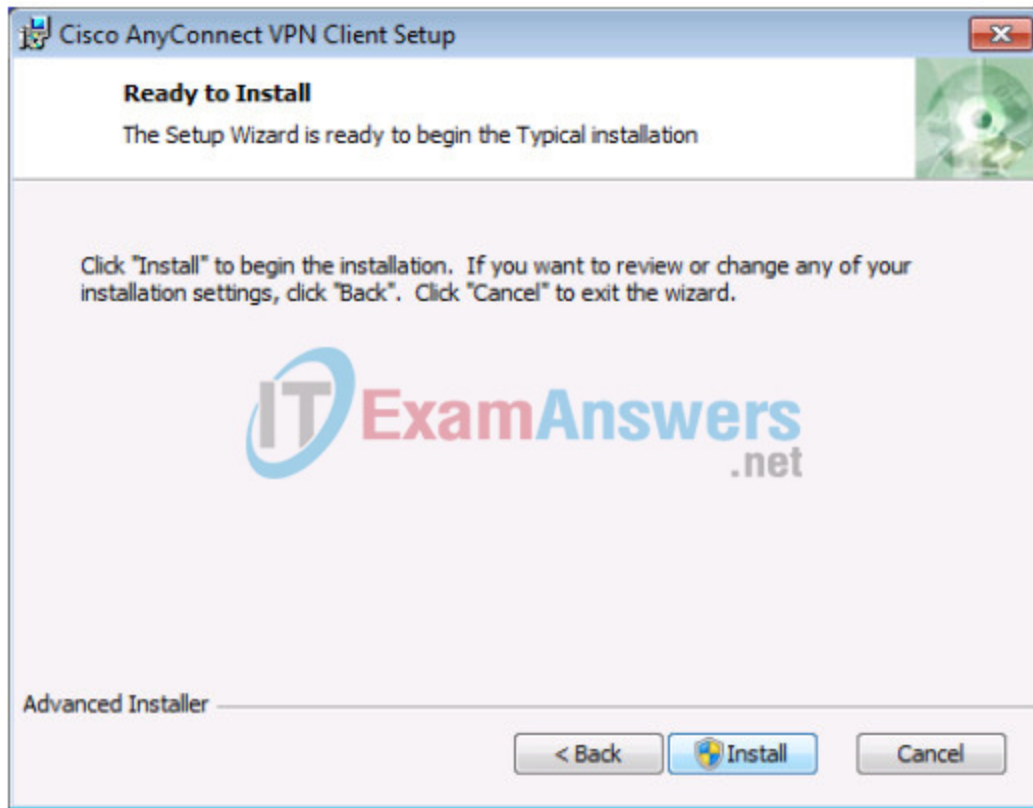 Cisco AnyConnect VPN Client Setup
Ready to Install
The Setup Wizard is ready to begin the Typical installation
Click "Install" to begin the installation.  If you want to review or change any of your
installation settings, click "Back".  Click "Cancel" to exit the wizard.
ITExamAnswers
.net
Advanced Installer
< Back
Install
Cancel